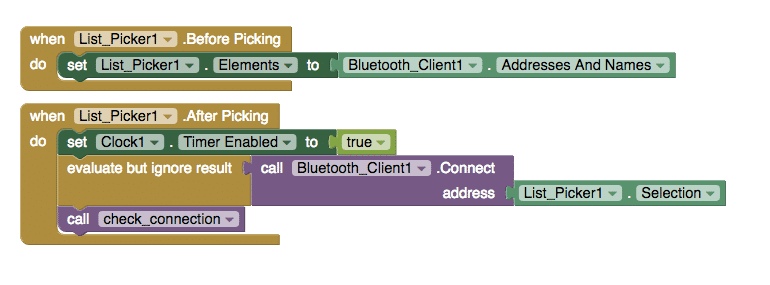 when List_Picker1 .Before Picking
do set List_Picker1 . Elements to Bluetooth_Client1 . Addresses And Names
when List_Picker1 .After Picking
do set Clock1 . Timer Enabled to true
evaluate but ignore result call Bluetooth_Client1 .Connect
address List_Picker1 . Selection
call check_connection